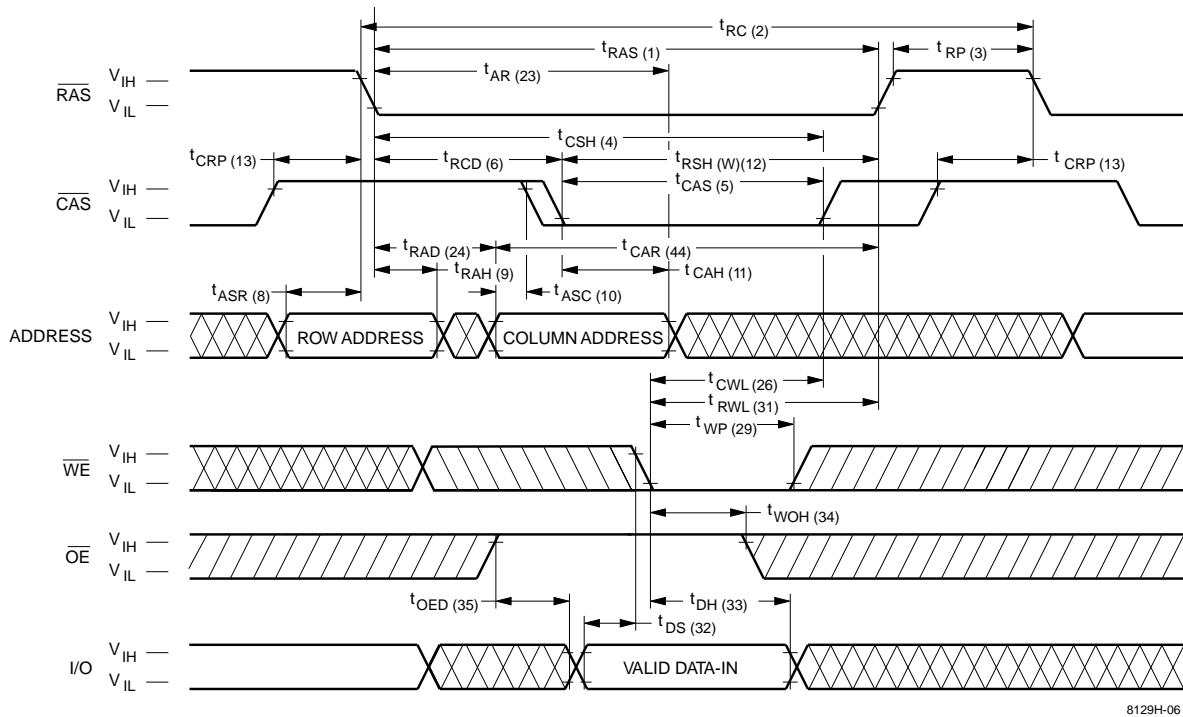 tRC (2)
tRAS (1)
tRP (3)
tAR (23)
RAS
VIH
VIL
tCSH (4)
tCRP (13)
tRCD (6)
tRSH (W)(12)
tCRP (13)
tCAS (5)
CAS
VIH
VIL
tRAD (24)
tCAR (44)
tRAH (9)
tCAH (11)
tASR (8)
tASC (10)
ADDRESS
VIH
VIL
ROW ADDRESS
COLUMN ADDRESS
tCWL (26)
tRWL (31)
tWP (29)
WE
VIH
VIL
tWOH (34)
OE
VIH
VIL
tOED (35)
tDH (33)
tDS (32)
I/O
VIH
VIL
VALID DATA-IN
8129H-06